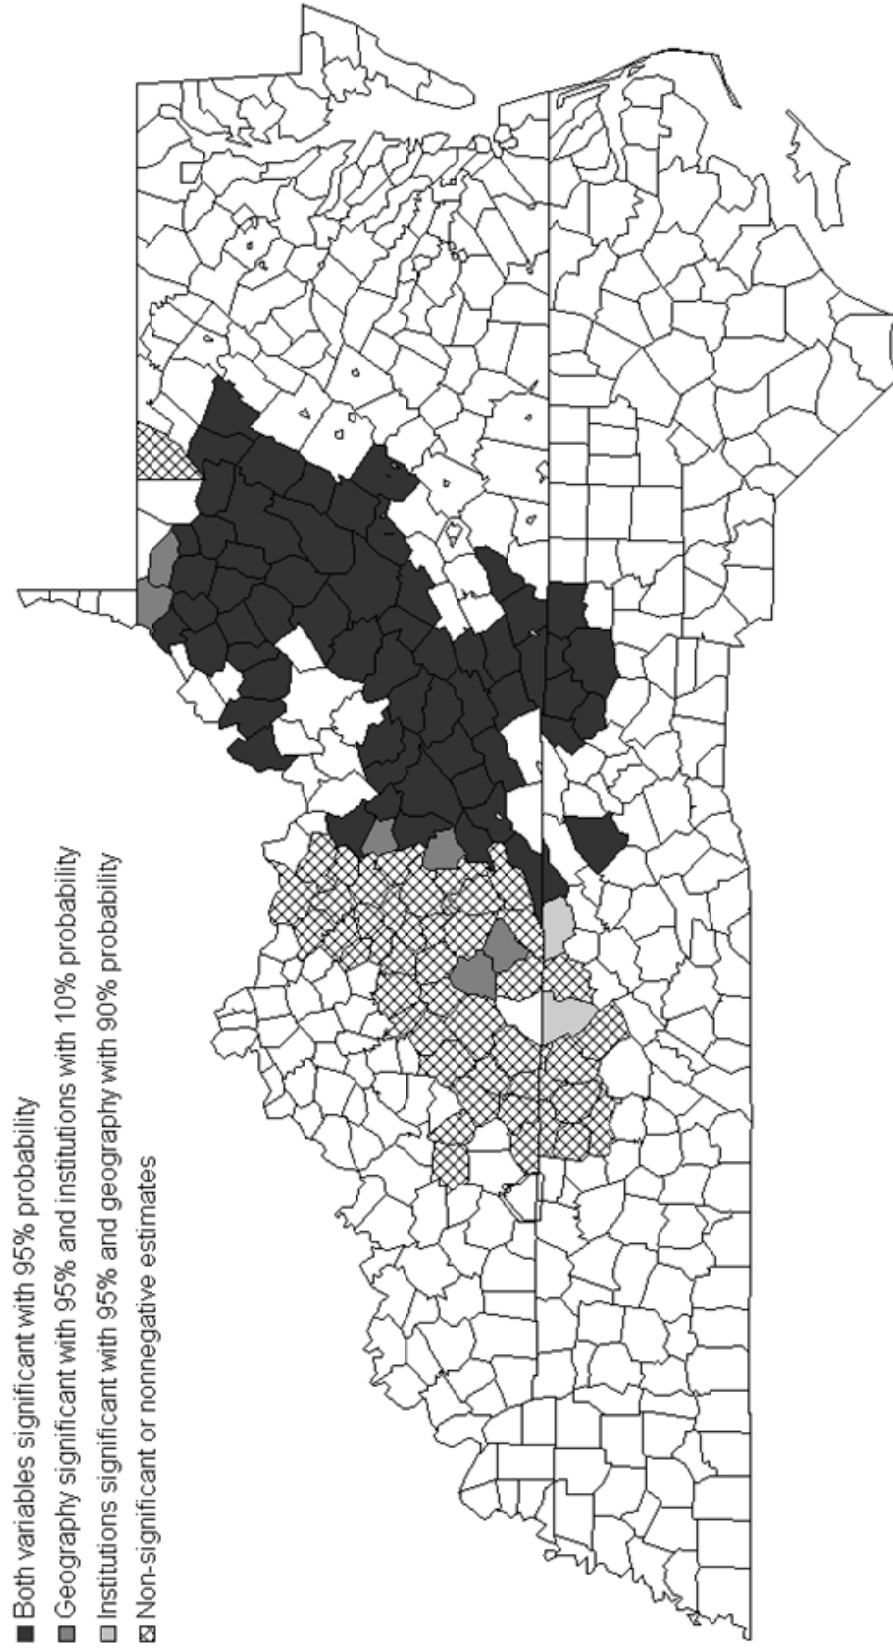 Both variables significant with 95% probability
Geography significant with 95% and institutions with 10% probability
Institutions significant with 95% and geography with 90% probability
Non-significant or nonnegative estimates